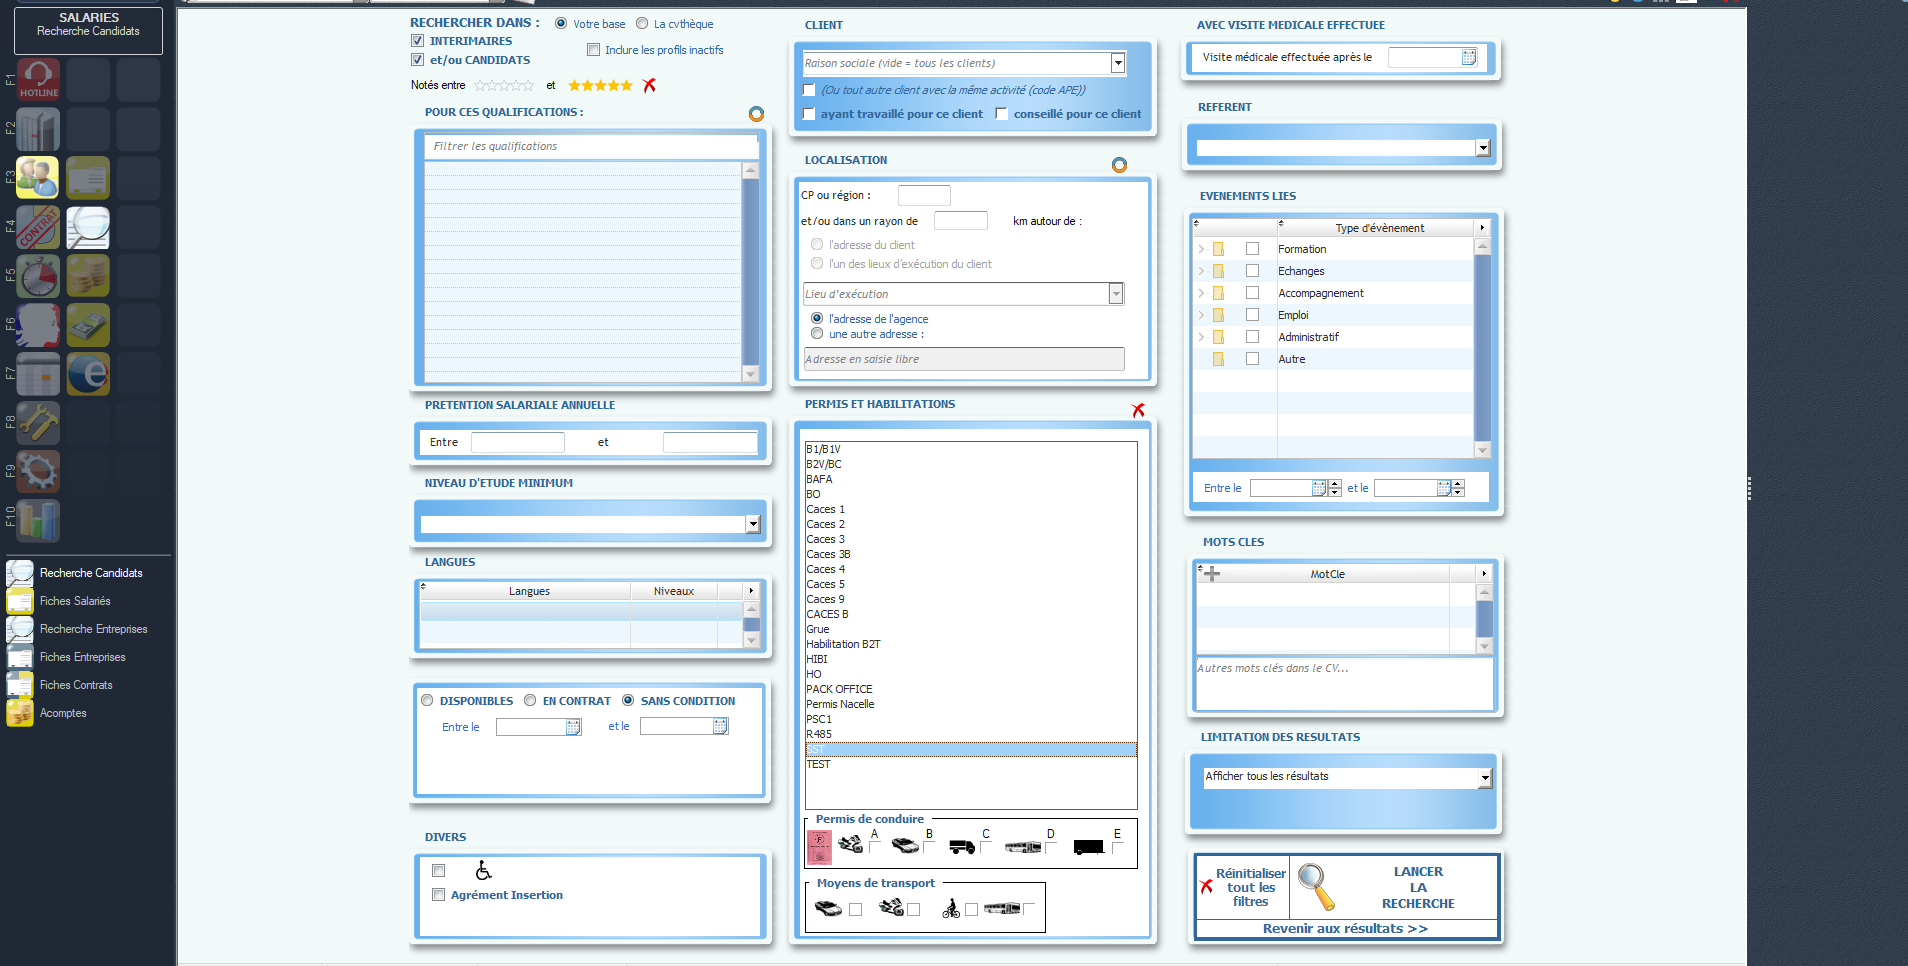 SALARIES
Recherche Candidats
F1
HOTLINE
F2
F3
F4
CONTRAT
F5
F6
F7
F8
F9
F10
Recherche Candidats
Fiches Salariés
Recherche Entreprises
Fiches Entreprises
Fiches Contrats
Acomptes
RECHERCHER DANS :
Votre base
La cvthèque
INTERIMAIRES
Inclure les profils inactifs
et/ou CANDIDATS
Notés entre
et
POUR CES QUALIFICATIONS :
Filtrer les qualifications
PRETENTION SALARIALE ANNUELLE
Entre
et
NIVEAU D'ETUDE MINIMUM
LANGUES
Langues
Niveaux
DISPONIBLES
EN CONTRAT
SANS CONDITION
Entre le
et le
DIVERS
Agrément Insertion
CLIENT
Raison sociale (vide = tous les clients)
(Ou tout autre client avec la même activité (code APE))
ayant travaillé pour ce client
conseillé pour ce client
LOCALISATION
CP ou région :
et/ou dans un rayon de
km autour de :
l'adresse du client
l'un des lieux d'exécution du client
Lieu d'exécution
l'adresse de l'agence
une autre adresse :
Adresse en saisie libre
PERMIS ET HABILITATIONS
B1/B1V
B2V/BC
BAFA
BO
Caces 1
Caces 2
Caces 3
Caces 3B
Caces 4
Caces 5
Caces 9
CACES B
Grue
Habilitation B2T
HIBI
HO
PACK OFFICE
Permis Nacelle
PSC1
R485
SST
TEST
Permis de conduire
A
B
C
D
E
Moyens de transport
AVEC VISITE MEDICALE EFFECTUEE
Visite médicale effectuée après le
REFERENT
EVENEMENTS LIES
Type d'évènement
Formation
Echanges
Accompagnement
Emploi
Administratif
Autre
Entre le
et le
MOTS CLES
MotCle
Autres mots clés dans le CV...
LIMITATION DES RESULTATS
Afficher tous les résultats
Réinitialiser
tout les
filtres
LANCER
LA
RECHERCHE
Revenir aux résultats >>